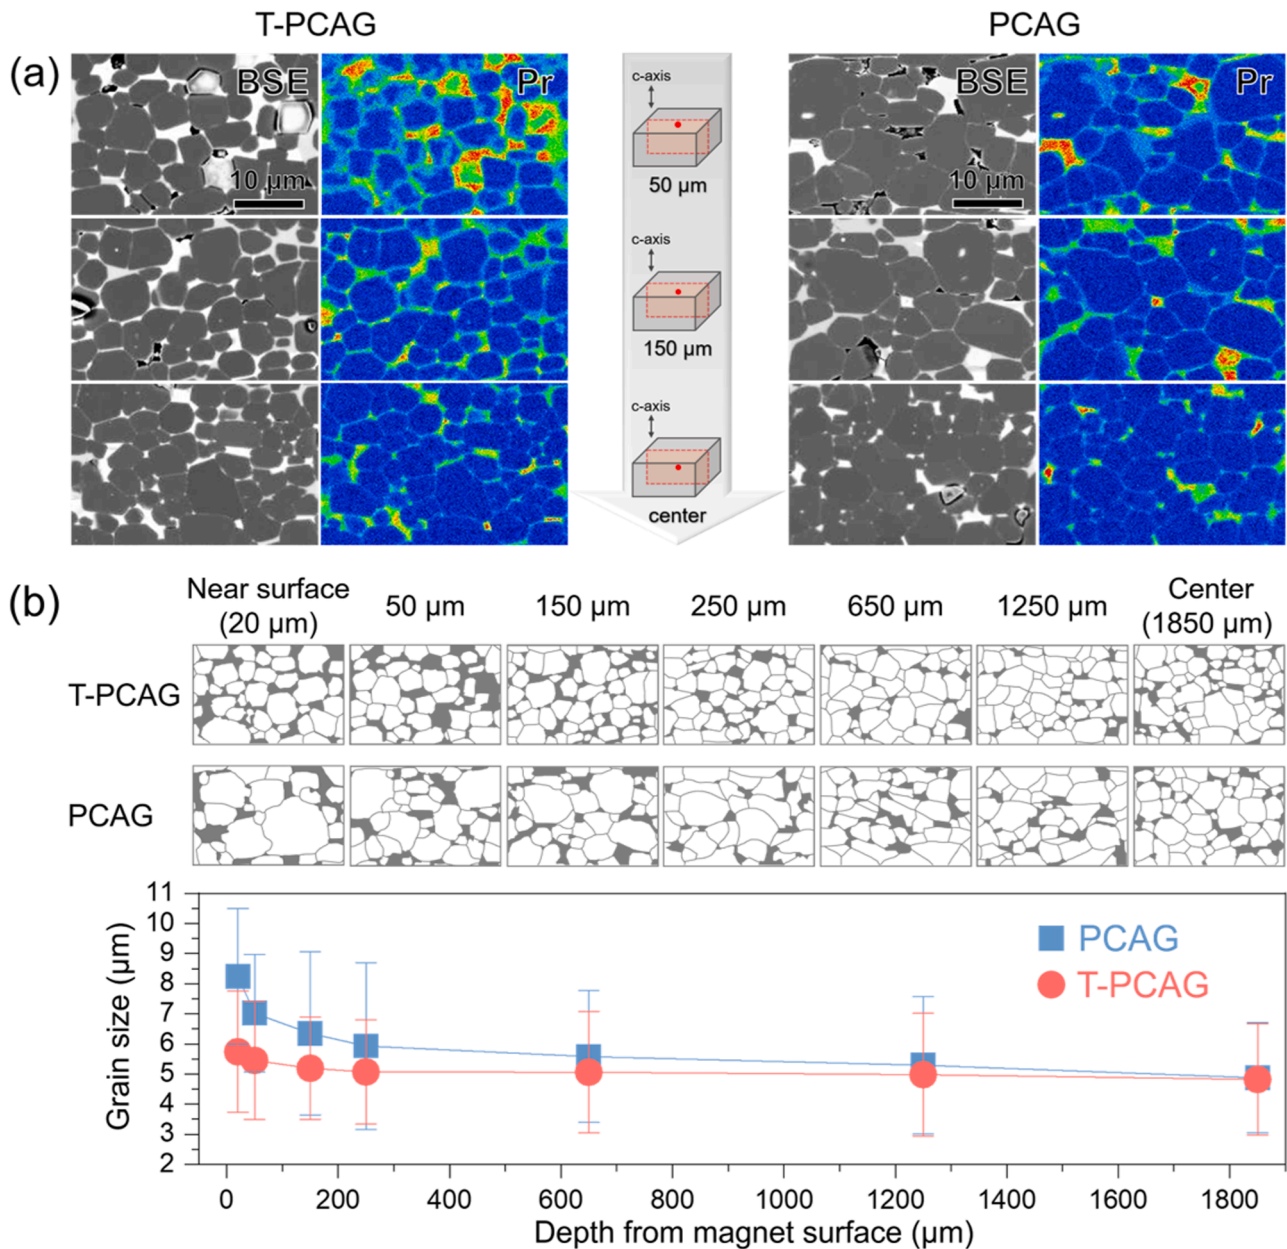 T-PCAG
PCAG
(a)
BSE
Pr
10 μm
c-axis
50 μm
c-axis
150 μm
c-axis
center
BSE
Pr
10 μm
(b)
Near surface
(20 μm)
50 μm
150 μm
250 μm
650 μm
1250 μm
Center
(1850 μm)
T-PCAG
PCAG
11
10
9
8
7
6
5
4
3
2
Grain size (μm)
PCAG
T-PCAG
0
200
400
600
800
1000
1200
1400
1600
1800
Depth from magnet surface (μm)